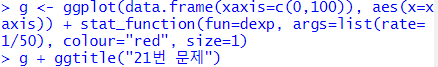 > g <- ggplot(data.frame(xaxis=c(0,100)), aes(x=x
axis)) + stat_function(fun=dexp, args=list(rate=
1/50), colour="red", size=1)
> g + ggtitle("21번 문제")